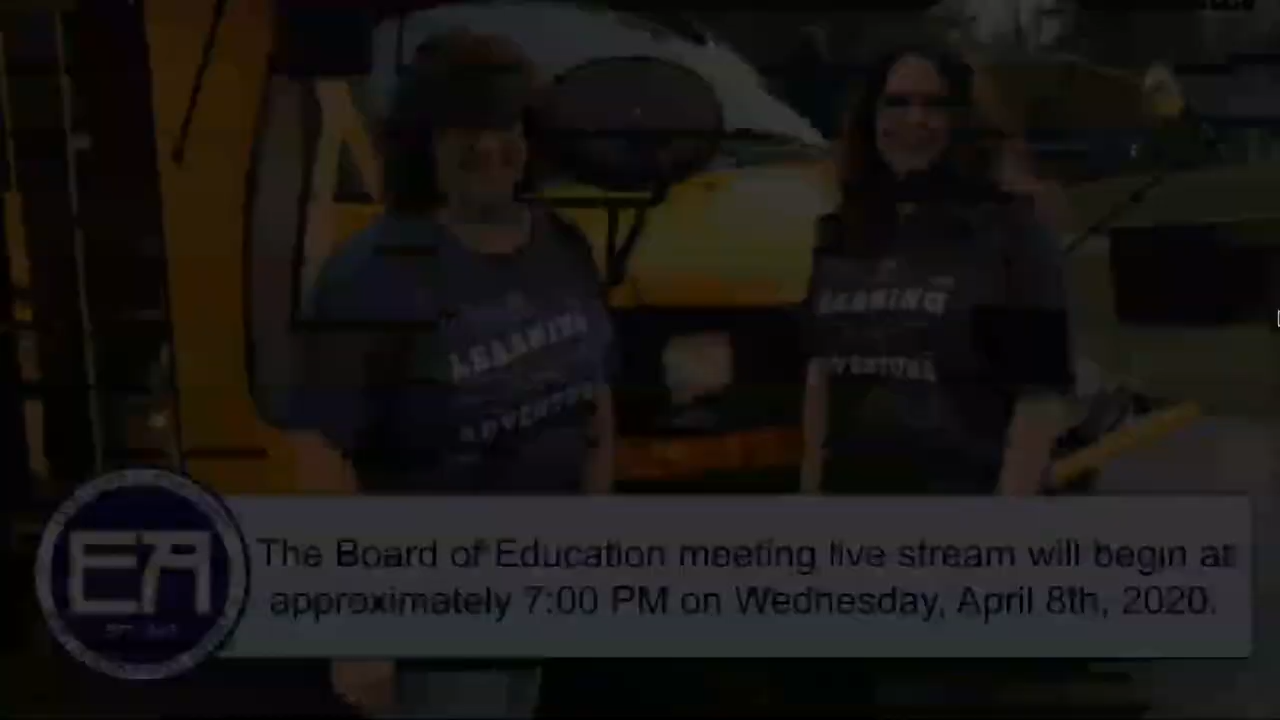 LEARNING
ADVENTURE
LEARNING
ADVENTURE
EA
The Board of Education meeting live stream will begin at
approximately 7:00 PM on Wednesday, April 8th, 2020.